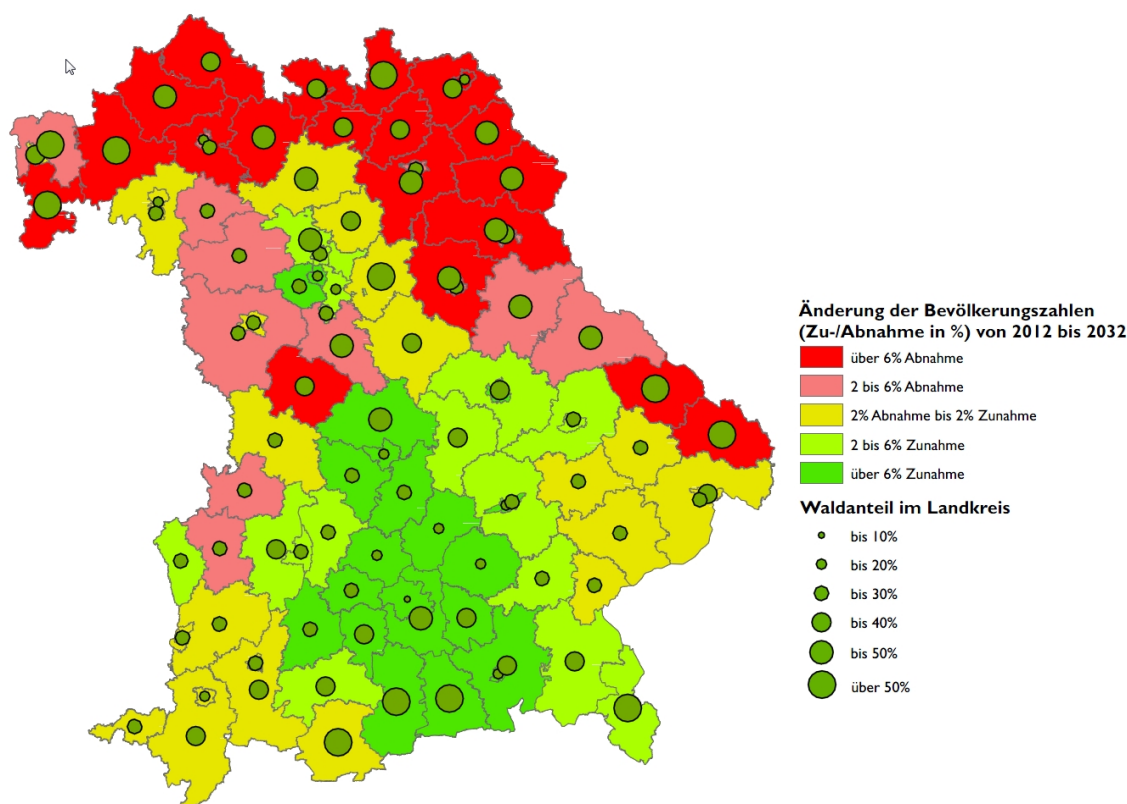 Änderung der Bevölkerungszahlen
(Zu-/Abnahme in %) von 2012 bis 2032
über 6% Abnahme
2 bis 6% Abnahme
2% Abnahme bis 2% Zunahme
2 bis 6% Zunahme
über 6% Zunahme
Waldanteil im Landkreis
bis 10%
bis 20%
bis 30%
bis 40%
bis 50%
über 50%